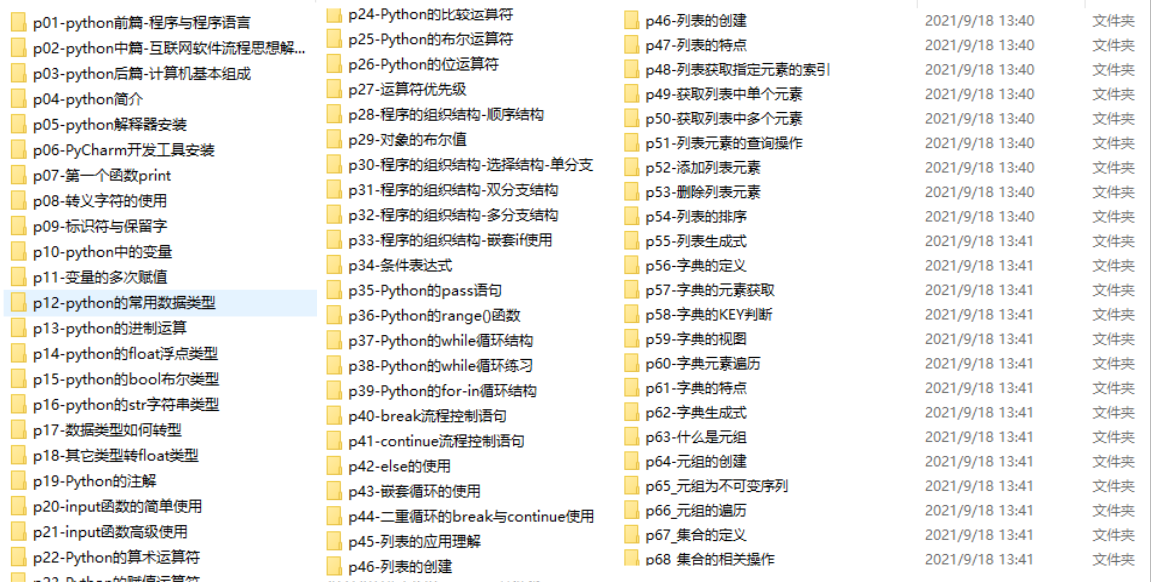 p01-python前篇-程序与程序语言
p02-python中篇-互联网软件流程思想解...
p03-python后篇-计算机基本组成
p04-python简介
p05-python解释器安装
p06-PyCharm开发工具安装
p07-第一个函数print
p08-转义字符的使用
p09-标识符与保留字
p10-python中的变量
p11-变量的多次赋值
p12-python的常用数据类型
p13-python的进制运算
p14-python的float浮点类型
p15-python的bool布尔类型
p16-python的str字符串类型
p17-数据类型如何转型
p18-其它类型转float类型
p19-Python的注解
p20-input函数的简单使用
p21-input函数高级使用
p22-Python的算术运算符
p23-Python的赋值运算符
p24-Python的比较运算符
p25-Python的布尔运算符
p26-Python的位运算符
p27-运算符优先级
p28-程序的组织结构-顺序结构
p29-对象的布尔值
p30-程序的组织结构-选择结构-单分支
p31-程序的组织结构-双分支结构
p32-程序的组织结构-多分支结构
p33-程序的组织结构-嵌套if使用
p34-条件表达式
p35-Python的pass语句
p36-Python的range()函数
p37-Python的while循环结构
p38-Python的while循环练习
p39-Python的for-in循环结构
p40-break流程控制语句
p41-continue流程控制语句
p42-else的使用
p43-嵌套循环的使用
p44-二重循环的break与continue使用
p45-列表的应用理解
p46-列表的创建
p46-列表的创建 2021/9/18 13:40 文件夹
p47-列表的特点 2021/9/18 13:40 文件夹
p48-列表获取指定元素的索引 2021/9/18 13:40 文件夹
p49-获取列表中单个元素 2021/9/18 13:40 文件夹
p50-获取列表中多个元素 2021/9/18 13:40 文件夹
p51-列表元素的查询操作 2021/9/18 13:40 文件夹
p52-添加列表元素 2021/9/18 13:40 文件夹
p53-删除列表元素 2021/9/18 13:40 文件夹
p54-列表的排序 2021/9/18 13:40 文件夹
p55-列表生成式 2021/9/18 13:41 文件夹
p56-字典的定义 2021/9/18 13:41 文件夹
p57-字典的元素获取 2021/9/18 13:41 文件夹
p58-字典的KEY判断 2021/9/18 13:41 文件夹
p59-字典的视图 2021/9/18 13:41 文件夹
p60-字典元素遍历 2021/9/18 13:41 文件夹
p61-字典的特点 2021/9/18 13:41 文件夹
p62-字典生成式 2021/9/18 13:41 文件夹
p63-什么是元组 2021/9/18 13:41 文件夹
p64-元组的创建 2021/9/18 13:41 文件夹
p65_元组为不可变序列 2021/9/18 13:41 文件夹
p66_元组的遍历 2021/9/18 13:41 文件夹
p67_集合的定义 2021/9/18 13:41 文件夹
p68 集合的相关操作 2021/9/18 13:41 文件夹